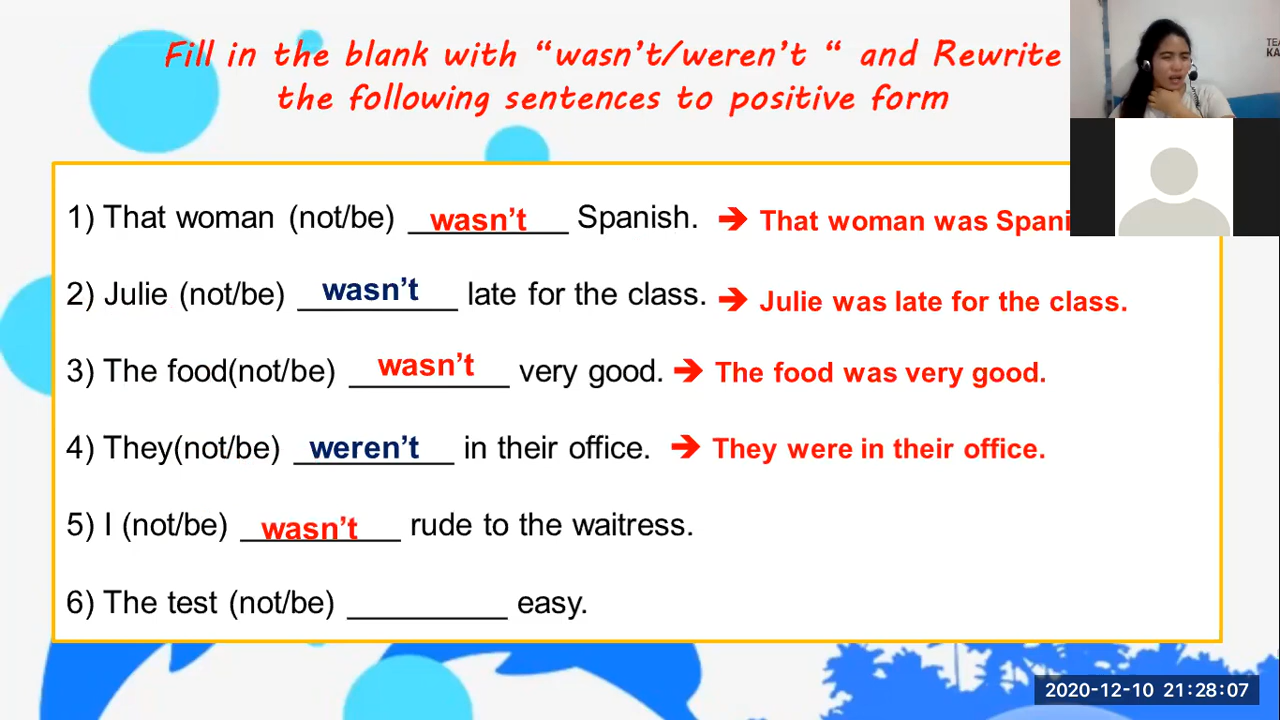 Fill in the blank with “wasn’t/weren’t “ and Rewrite
the following sentences to positive form
1) That woman (not/be) wasn’t Spanish. ➔ That woman was
2) Julie (not/be) wasn’t late for the class. ➔ Julie was late for the class.
3) The food(not/be) wasn’t very good. ➔ The food was very good.
4) They(not/be) weren’t in their office. ➔ They were in their office.
5) I (not/be) wasn’t rude to the waitress.
6) The test (not/be) __________ easy.
2020-12-10 21:28:07